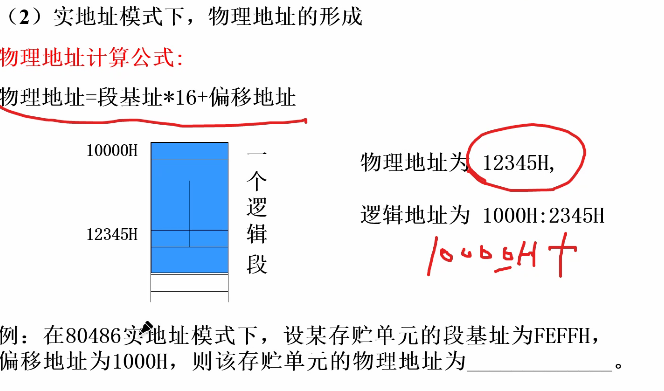 （2）实地址模式下，物理地址的形成
物理地址计算公式:
物理地址=段基址*16+偏移地址
10000H
12345H
一个逻辑段
物理地址为 12345H,
逻辑地址为 1000H:2345H
10000H +
例：在80486实地址模式下，设某存贮单元的段基址为FEFFH，
偏移地址为1000H，则该存贮单元的物理地址为____________。